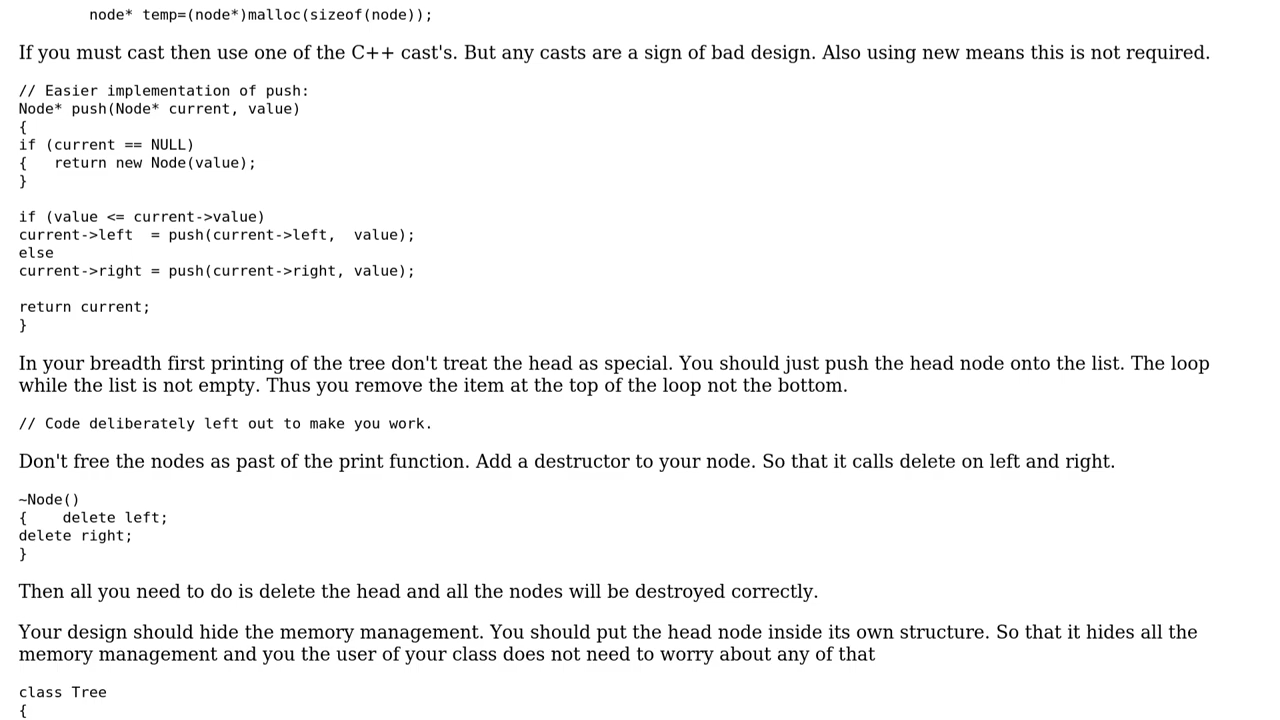 node* temp=(node*)malloc(sizeof(node));
If you must cast then use one of the C++ cast's. But any casts are a sign of bad design. Also using new means this is not required.
// Easier implementation of push:
Node* push(Node* current, value)
{
if (current == NULL)
{   return new Node(value);
}
if (value <= current->value)
current->left  = push(current->left,  value);
else
current->right = push(current->right, value);
return current;
}
In your breadth first printing of the tree don't treat the head as special. You should just push the head node onto the list. The loop
while the list is not empty. Thus you remove the item at the top of the loop not the bottom.
// Code deliberately left out to make you work.
Don't free the nodes as past of the print function. Add a destructor to your node. So that it calls delete on left and right.
~Node()
{    delete left;
delete right;
}
Then all you need to do is delete the head and all the nodes will be destroyed correctly.
Your design should hide the memory management. You should put the head node inside its own structure. So that it hides all the
memory management and you the user of your class does not need to worry about any of that
class Tree
{